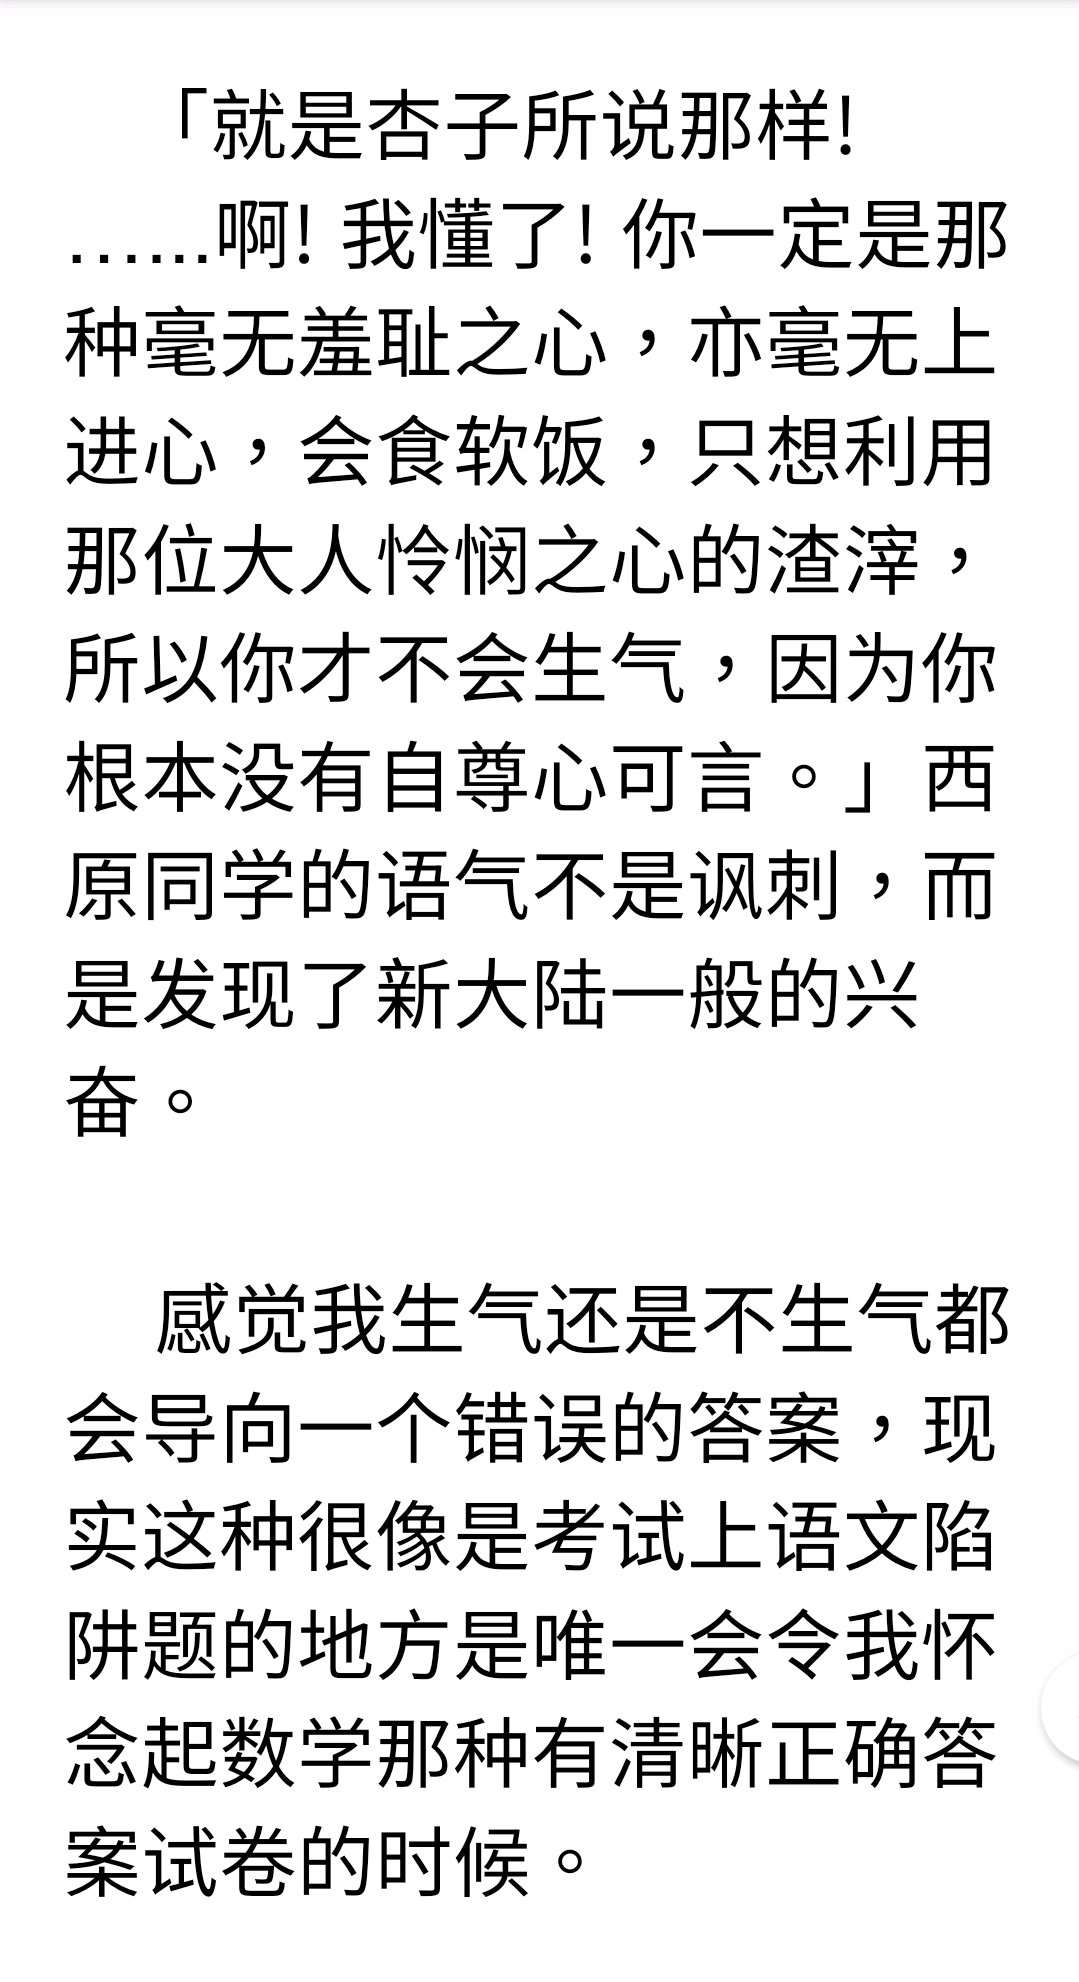 「就是杏子所说那样!
……啊! 我懂了! 你一定是那
种毫无羞耻之心，亦毫无上
进心，会食软饭，只想利用
那位大人怜悯之心的渣滓，
所以你才不会生气，因为你
根本没有自尊心可言。」西
原同学的语气不是讽刺，而
是发现了新大陆一般的兴
奋。
感觉我生气还是不生气都
会导向一个错误的答案，现
实这种很像是考试上语文陷
阱题的地方是唯一会令我怀
念起数学那种有清晰正确答
案试卷的时候。